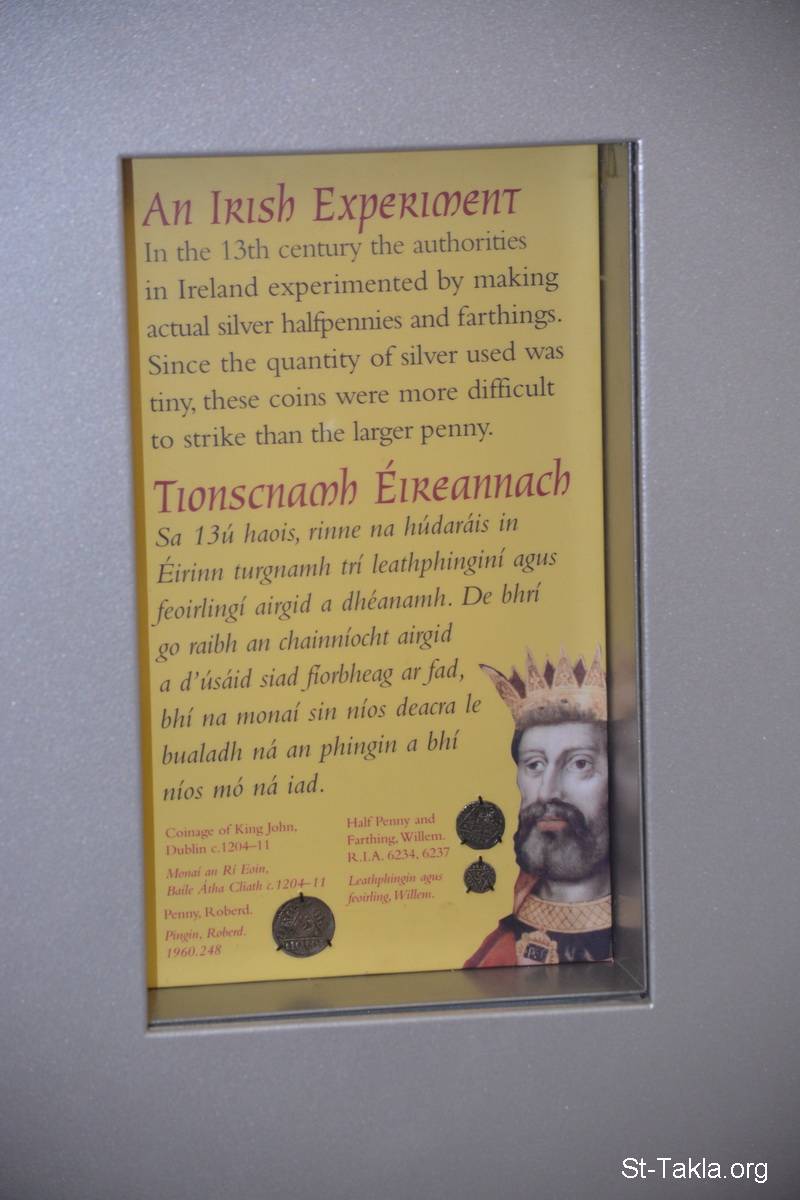 An Irish Experiment
In the 13th century the authorities
in Ireland experimented by making
actual silver halfpennies and farthings.
Since the quantity of silver used was
tiny, these coins were more difficult
to strike than the larger penny.
Tionscnamh Éireannach
Sa 13ú haois, rinne na húdaráis in
Éirinn turgnamh trí leathphinginí agus
feoirlingí airgid a dhéanamh. De bhrí
go raibh an chainníocht airgid
a d'úsáid siad fíorbheag ar fad,
bhí na monaí sin níos deacra le
bualadh ná an phingin a bhí
níos mó ná iad.
Coinage of King John,
Dublin c.1204–11
Monaí an Rí Eoin,
Baile Átha Cliath c.1204–11
Penny, Roberd.
Pingin, Roberd.
1960.248
Half Penny and
Farthing, Willem.
R.I.A. 6234, 6237
Leathphingin agus
feoirling, Willem.
St-Takla.org